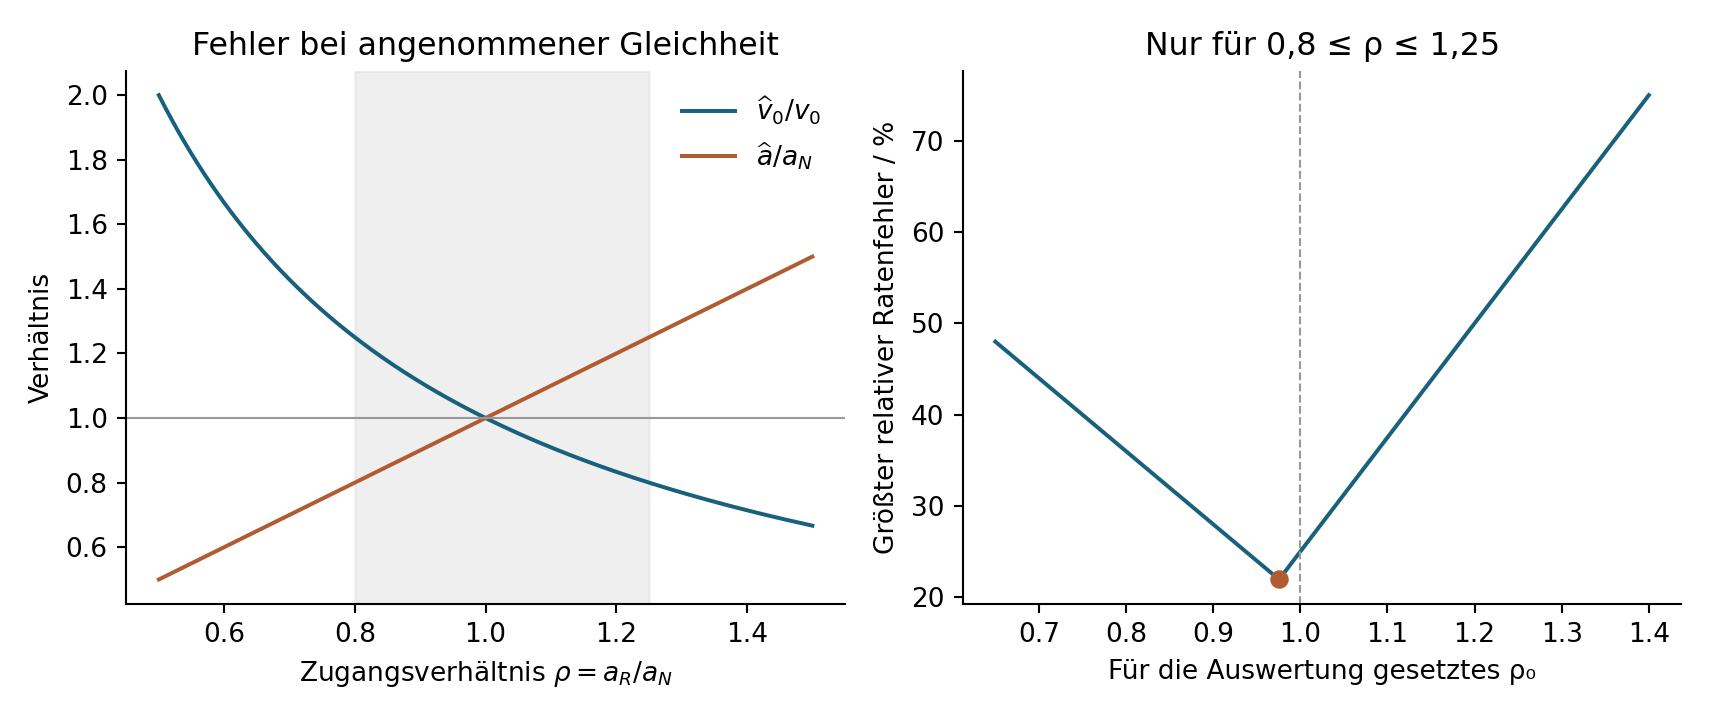 Fehler bei angenommener Gleichheit
Verhältnis
2.0
1.8
1.6
1.4
1.2
1.0
0.8
0.6
v̂₀/v₀
â/a_N
0.6 0.8 1.0 1.2 1.4
Zugangsverhältnis ρ = a_R/a_N
Nur für 0,8 ≤ ρ ≤ 1,25
Größter relativer Ratenfehler / %
70
60
50
40
30
20
0.7 0.8 0.9 1.0 1.1 1.2 1.3 1.4
Für die Auswertung gesetztes ρ₀